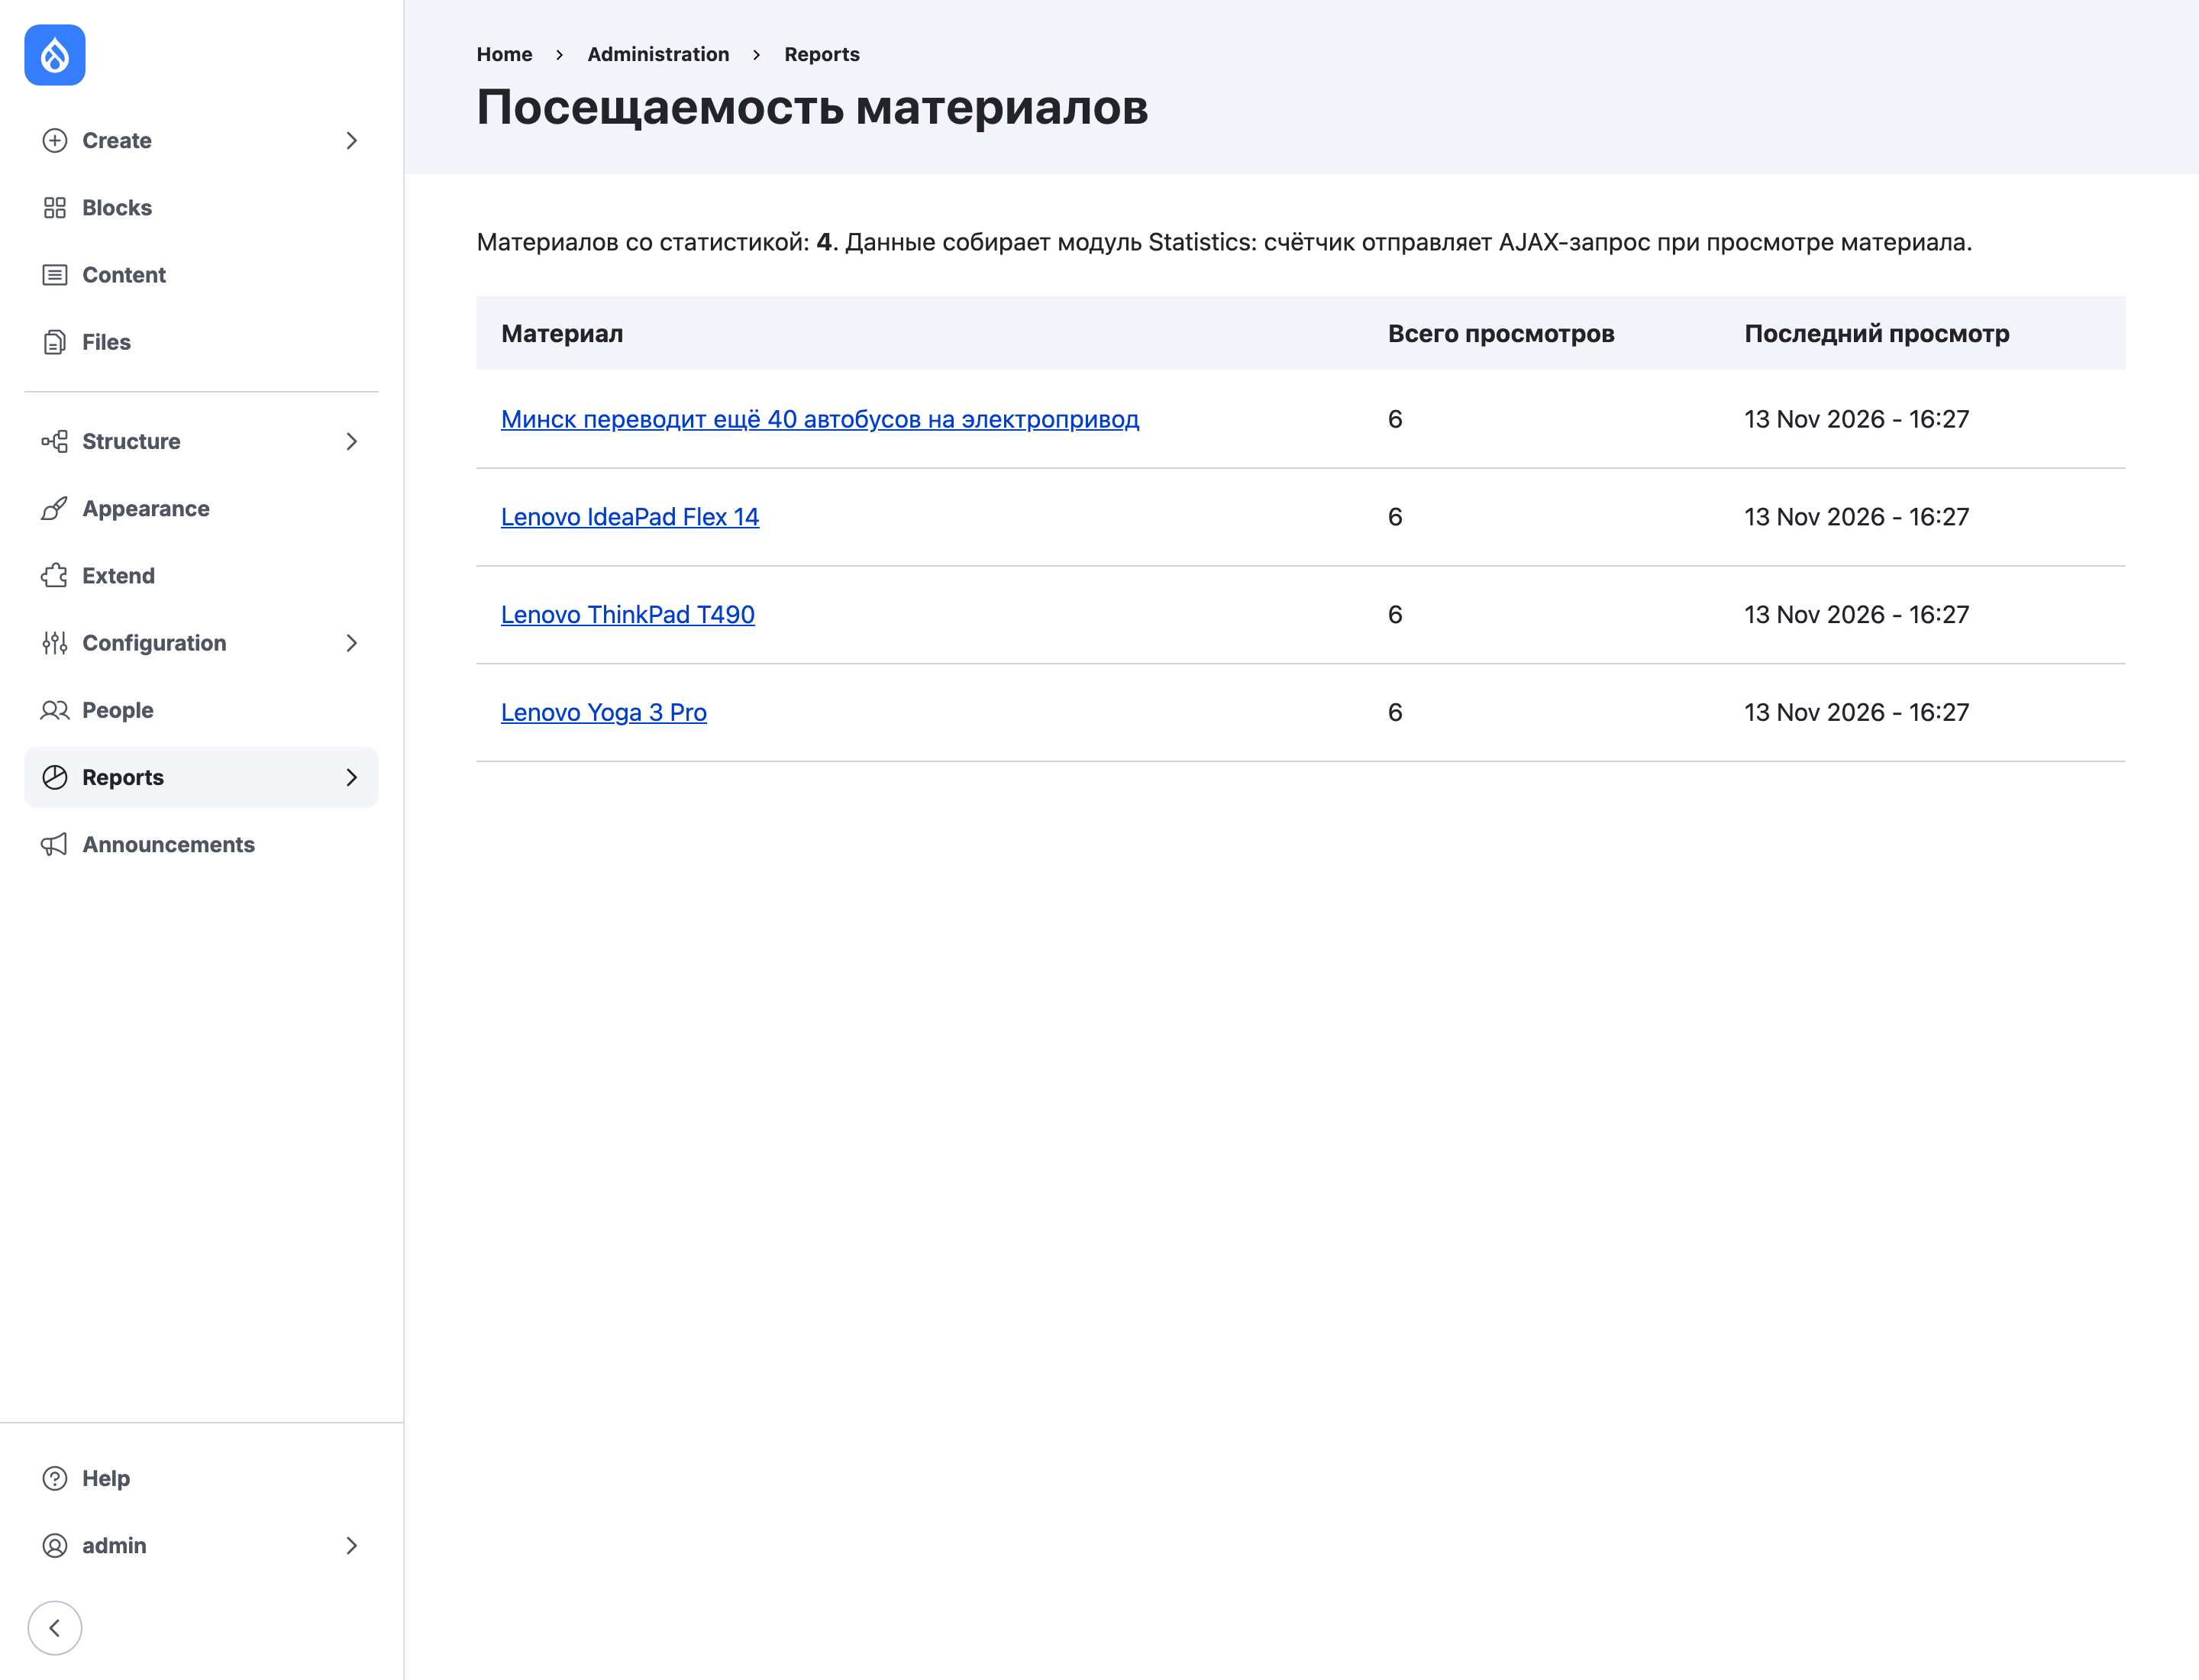 Create
Blocks
Content
Files
Structure
Appearance
Extend
Configuration
People
Reports
Announcements
Help
admin
Home > Administration > Reports
Посещаемость материалов
Материалов со статистикой: 4. Данные собирает модуль Statistics: счётчик отправляет AJAX-запрос при просмотре материала.
Материал Всего просмотров Последний просмотр
Минск переводит ещё 40 автобусов на электропривод 6 13 Nov 2026 - 16:27
Lenovo IdeaPad Flex 14 6 13 Nov 2026 - 16:27
Lenovo ThinkPad T490 6 13 Nov 2026 - 16:27
Lenovo Yoga 3 Pro 6 13 Nov 2026 - 16:27